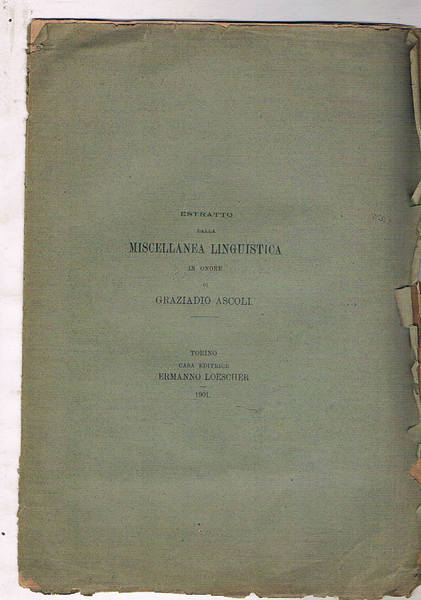 ESTRATTO
DALLA
MISCELLANEA LINGUISTICA
IN ONORE
DI
GRAZIADIO ASCOLI.
TORINO
CASA EDITRICE
ERMANNO LOESCHER
1901.